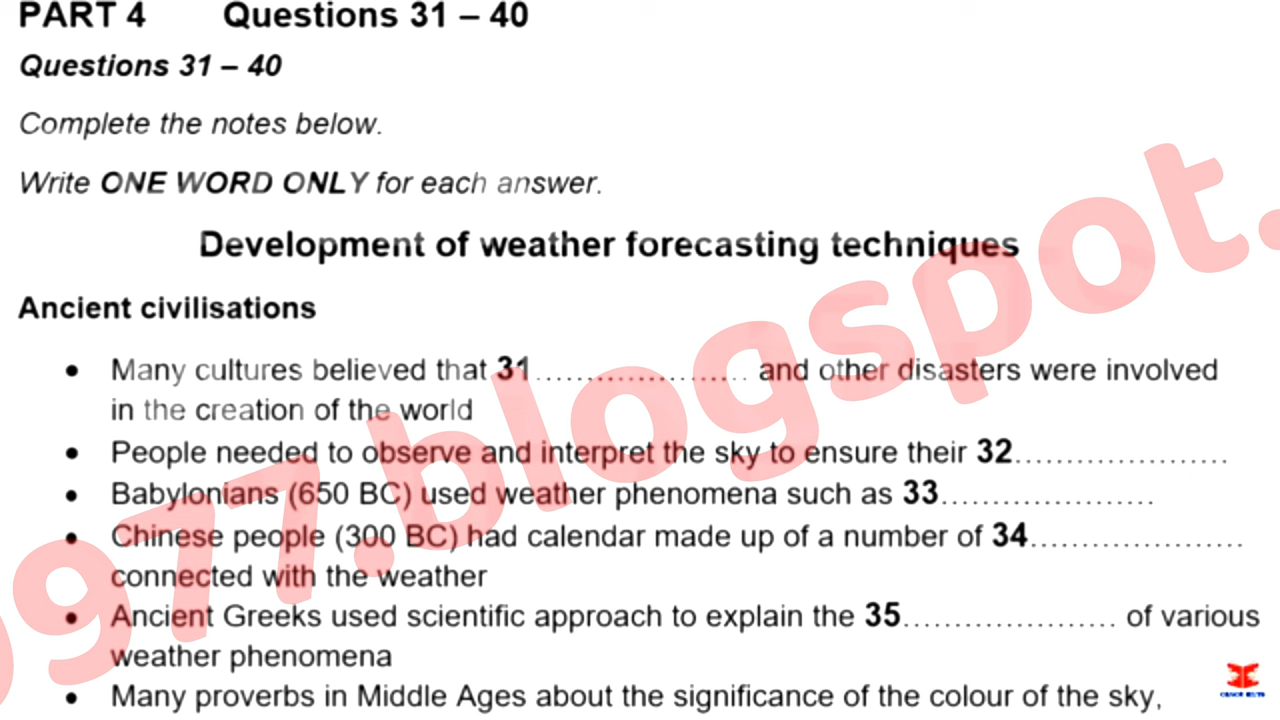 PART 4 Questions 31 – 40
Questions 31 – 40
Complete the notes below.
Write ONE WORD ONLY for each answer.
Development of weather forecasting techniques
Ancient civilisations
• Many cultures believed that 31..................... and other disasters were involved
in the creation of the world
• People needed to observe and interpret the sky to ensure their 32.....................
• Babylonians (650 BC) used weather phenomena such as 33.....................
• Chinese people (300 BC) had calendar made up of a number of 34.....................
connected with the weather
• Ancient Greeks used scientific approach to explain the 35..................... of various
weather phenomena
• Many proverbs in Middle Ages about the significance of the colour of the sky,
9977.blogspot.